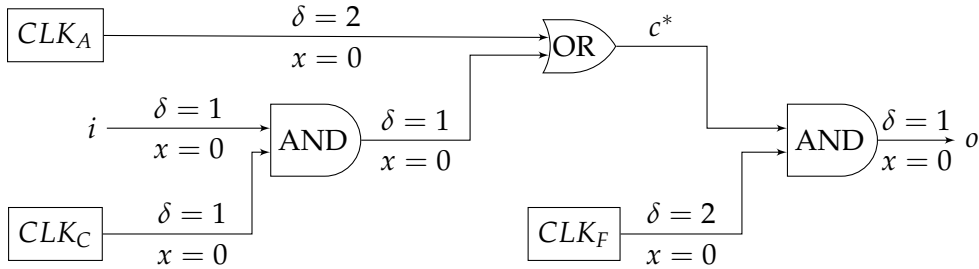 CLK_A
δ = 2
x = 0
OR
c*
i
δ = 1
x = 0
AND
δ = 1
x = 0
AND
δ = 1
x = 0
o
CLK_C
δ = 1
x = 0
CLK_F
δ = 2
x = 0